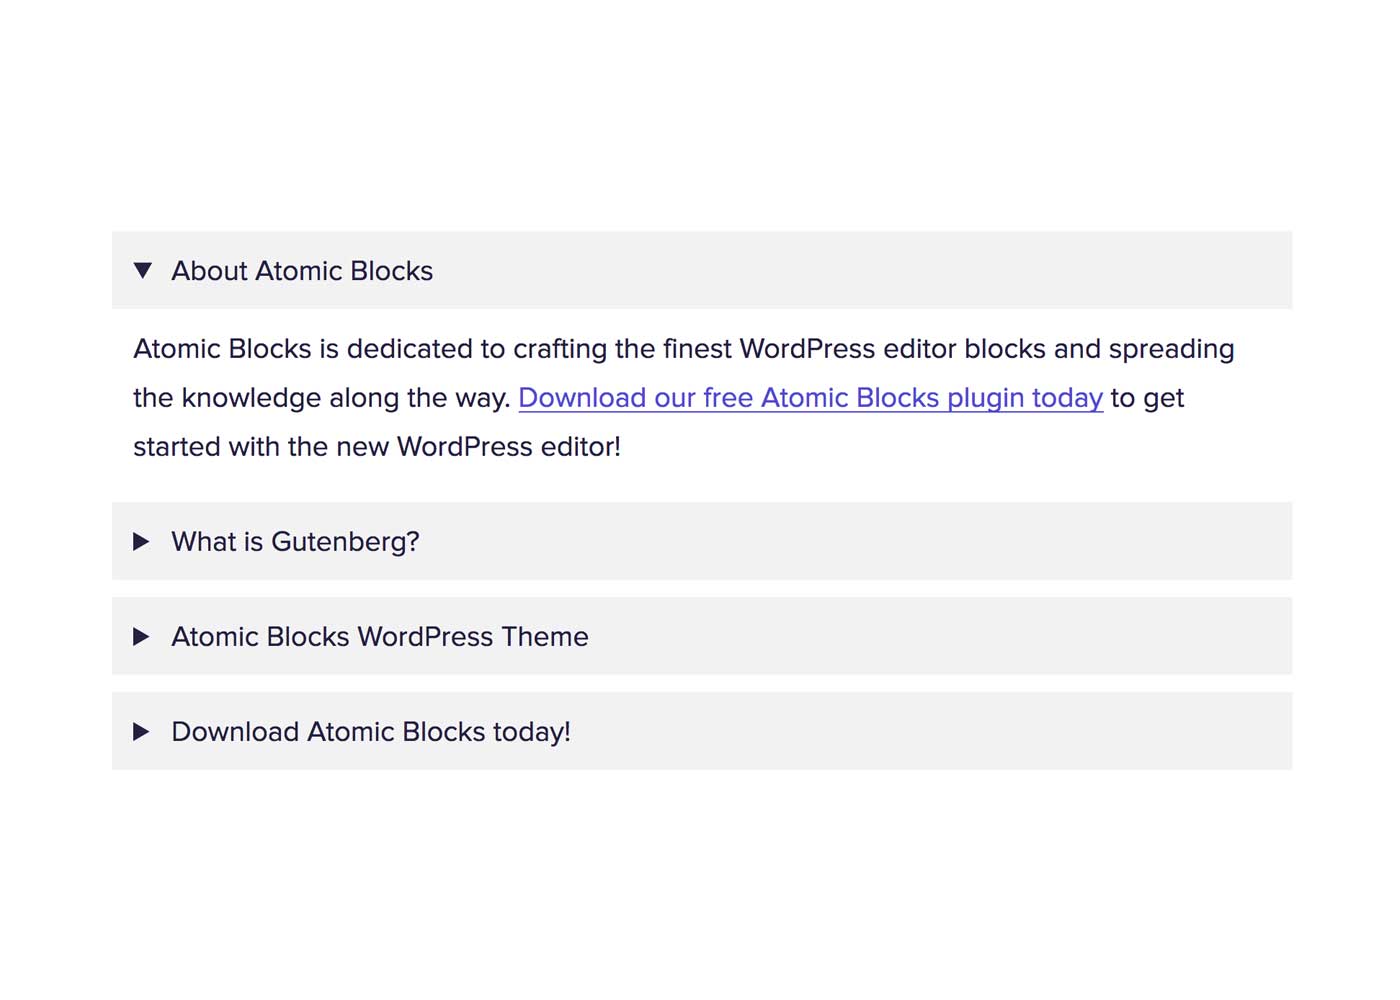 About Atomic Blocks
Atomic Blocks is dedicated to crafting the finest WordPress editor blocks and spreading
the knowledge along the way. Download our free Atomic Blocks plugin today to get
started with the new WordPress editor!
What is Gutenberg?
Atomic Blocks WordPress Theme
Download Atomic Blocks today!